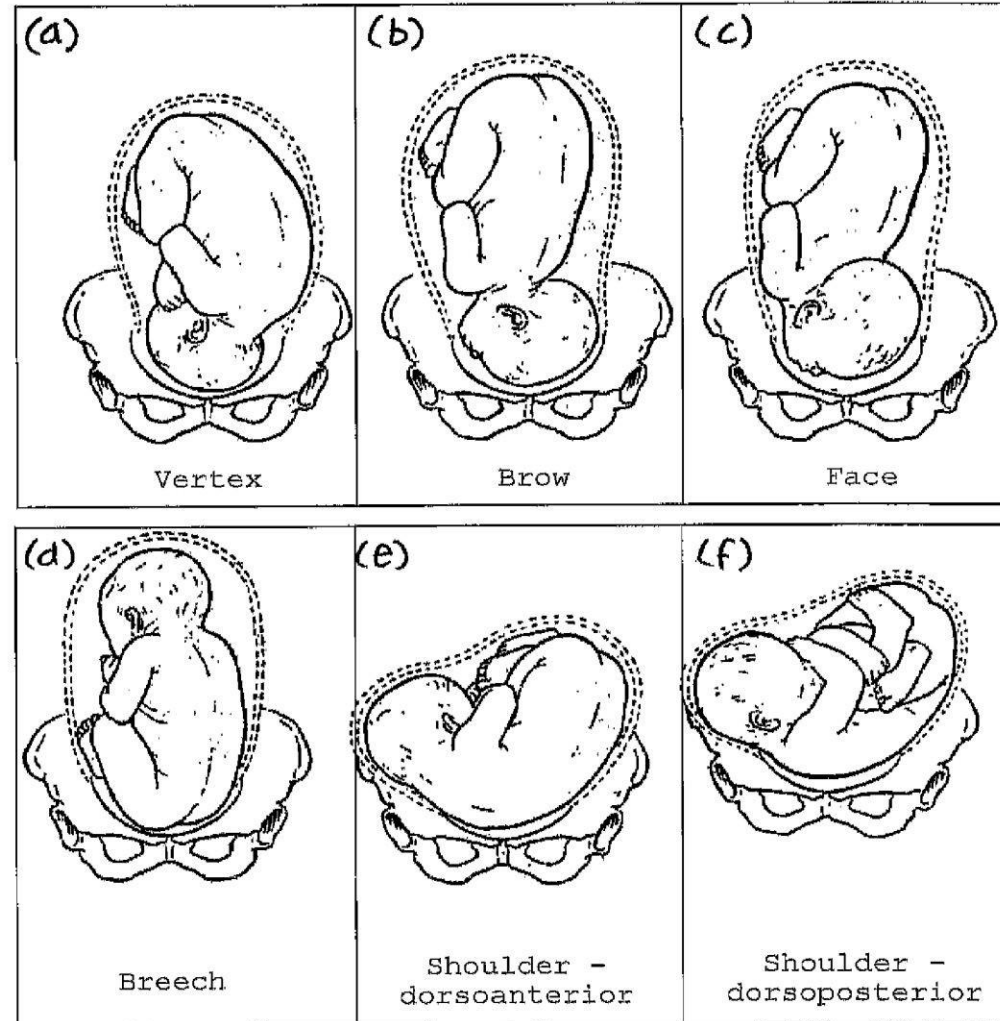 (a)
(b)
(c)
Vertex
Brow
Face
(d)
(e)
(f)
Breech
Shoulder -
dorsoanterior
Shoulder -
dorsoposterior